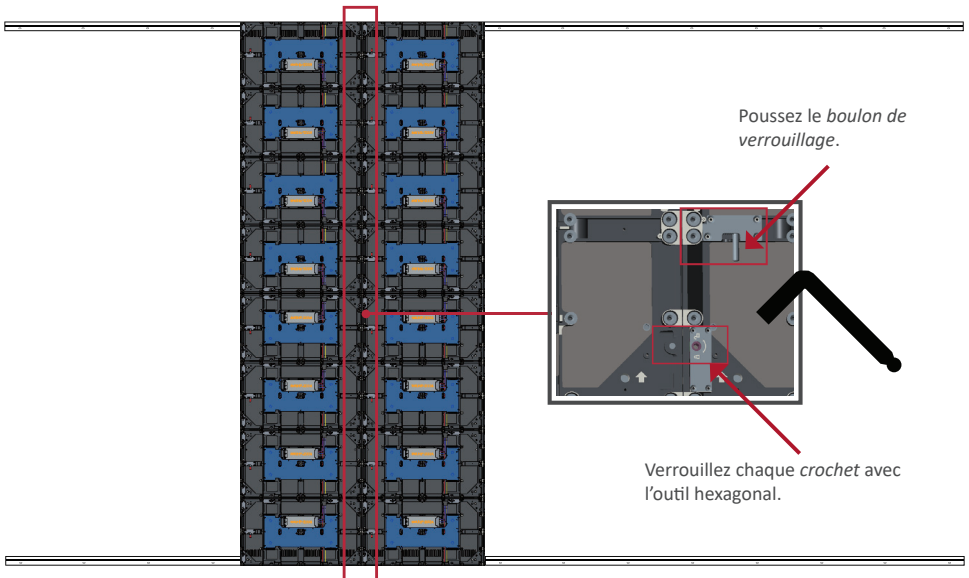 Poussez le boulon de
verrouillage.
Verrouillez chaque crochet avec
l’outil hexagonal.